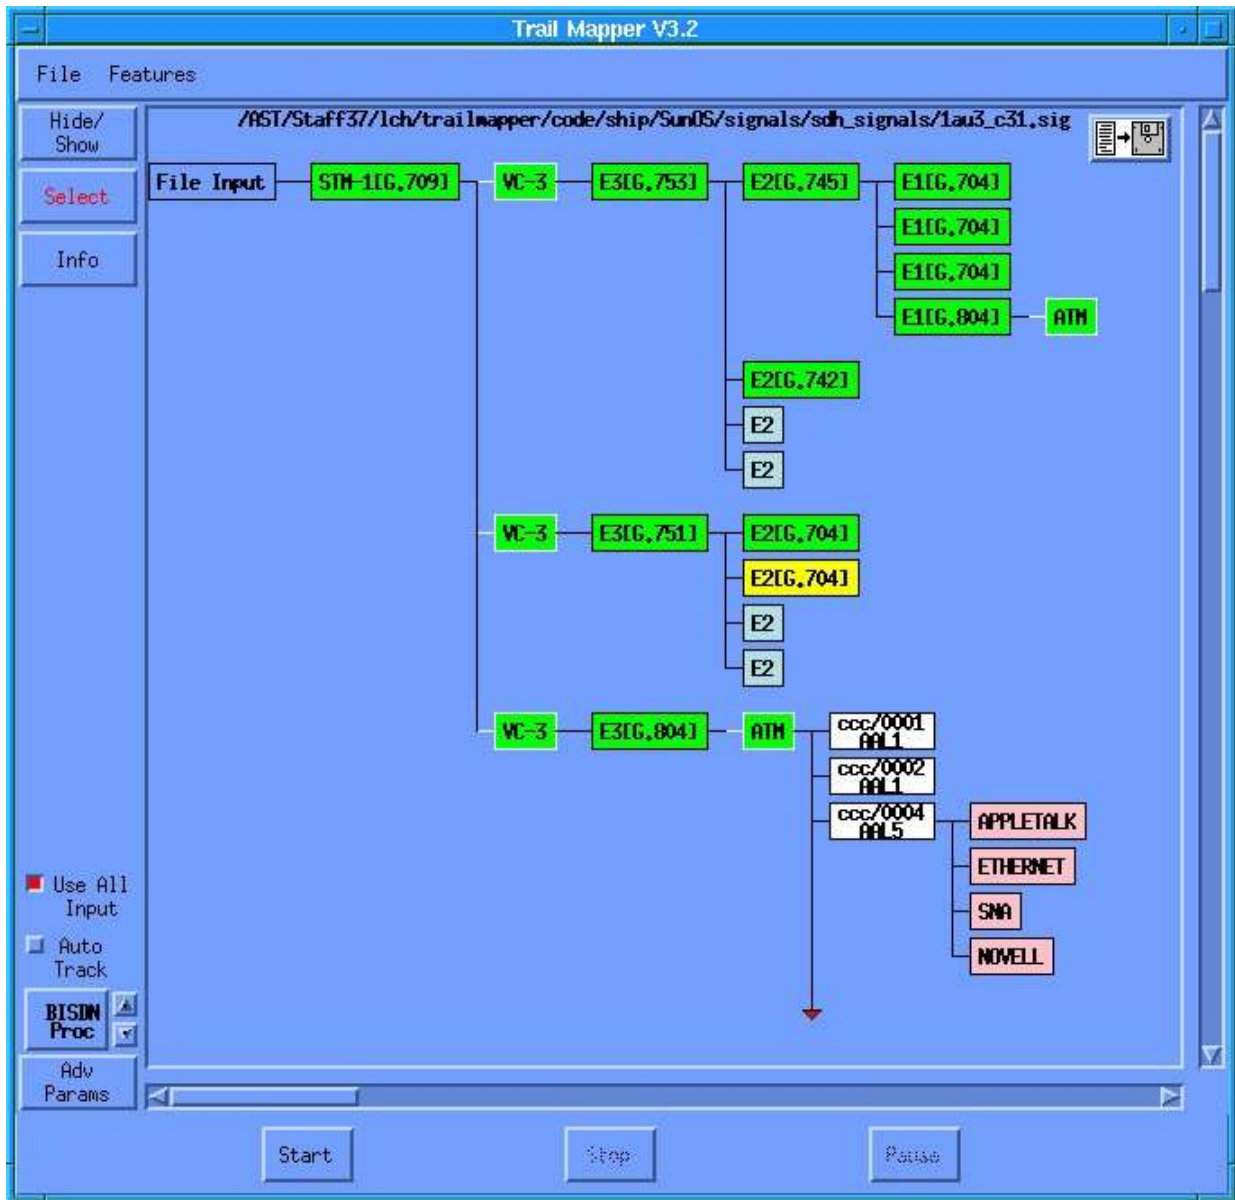 Trail Mapper V3.2
File Features
Hide/
Show
/AST/Staff37/lch/trailmapper/code/ship/SunOS/signals/sdh_signals/1au3_c31.sig
Select
Info
File Input STM-1[G.709] VC-3 E3[G.753] E2[G.745] E1[G.704]
E1[G.704]
E1[G.704]
E1[G.804] ATM
E2[G.742]
E2
E2
VC-3 E3[G.751] E2[G.704]
E2[G.704]
E2
E2
VC-3 E3[G.804] ATM ccc/0001
AAL1
ccc/0002
AAL1
ccc/0004
AAL5
APPLETALK
ETHERNET
SNA
NOVELL
Use All
Input
Auto
Track
BISDN
Proc
Adv
Params
Start Stop Pause